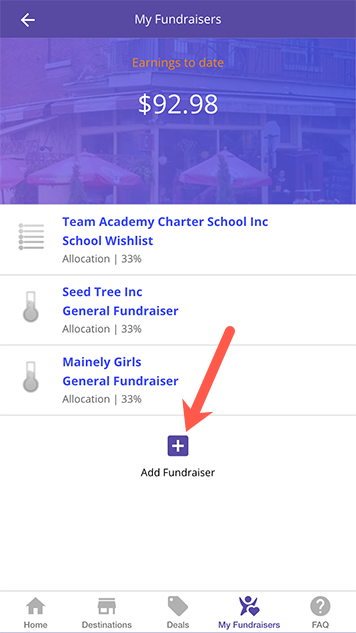 My Fundraisers
Earnings to date
$92.98
Team Academy Charter School Inc
School Wishlist
Allocation | 33%
Seed Tree Inc
General Fundraiser
Allocation | 33%
Mainely Girls
General Fundraiser
Allocation | 33%
Add Fundraiser
Home
Destinations
Deals
My Fundraisers
FAQ